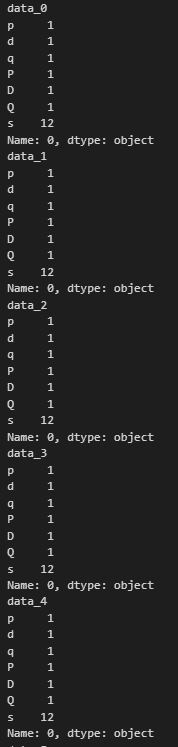 data_0
p     1
d     1
q     1
P     1
D     1
Q     1
s    12
Name: 0, dtype: object
data_1
p     1
d     1
q     1
P     1
D     1
Q     1
s    12
Name: 0, dtype: object
data_2
p     1
d     1
q     1
P     1
D     1
Q     1
s    12
Name: 0, dtype: object
data_3
p     1
d     1
q     1
P     1
D     1
Q     1
s    12
Name: 0, dtype: object
data_4
p     1
d     1
q     1
P     1
D     1
Q     1
s    12
Name: 0, dtype: object